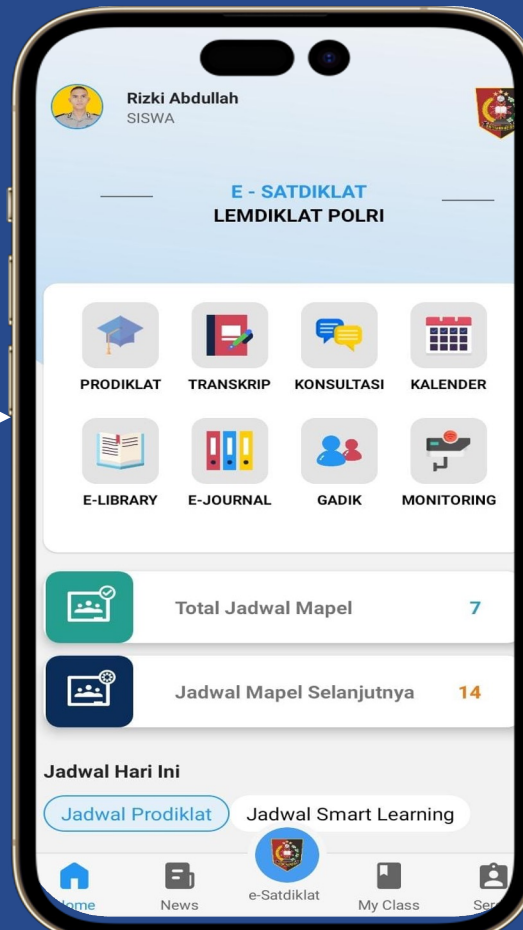 Rizki Abdullah
SISWA
E - SATDIKLAT
LEMDIKLAT POLRI
PRODIKLAT TRANSKRIP KONSULTASI KALENDER
E-LIBRARY E-JOURNAL GADIK MONITORING
Total Jadwal Mapel 7
Jadwal Mapel Selanjutnya 14
Jadwal Hari Ini
Jadwal Prodiklat Jadwal Smart Learning
Home News e-Satdiklat My Class